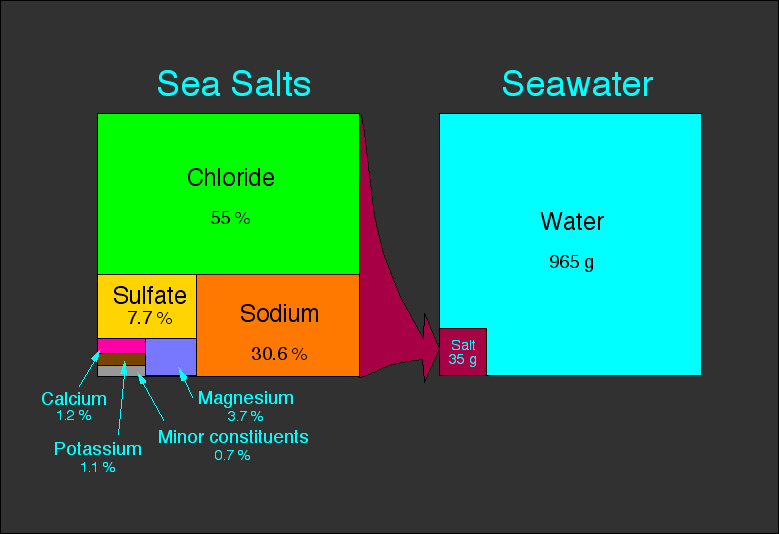 Sea Salts
Seawater
Chloride
55 %
Water
965 g
Sulfate
7.7 %
Sodium
30.6 %
Salt
35 g
Calcium
1.2 %
Magnesium
3.7 %
Potassium
1.1 %
Minor constituents
0.7 %